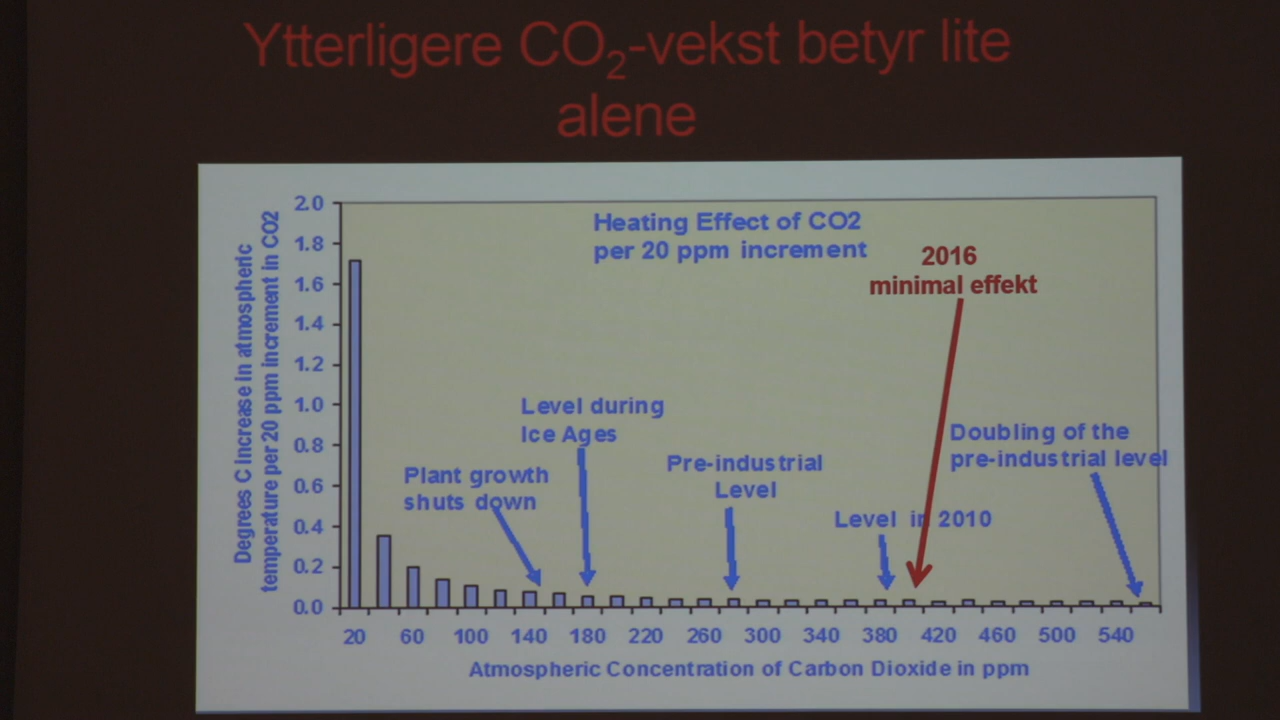 Ytterligere CO₂-vekst betyr lite
alene
Heating Effect of CO2
per 20 ppm increment
2016
minimal effekt
Level during
Ice Ages
Plant growth
shuts down
Pre-industrial
Level
Level in 2010
Doubling of the
pre-industrial level
Degrees C increase in atmospheric
temperature per 20 ppm increment in CO2
2.0
1.8
1.6
1.4
1.2
1.0
0.8
0.6
0.4
0.2
0.0
20 60 100 140 180 220 260 300 340 380 420 460 500 540
Atmospheric Concentration of Carbon Dioxide in ppm